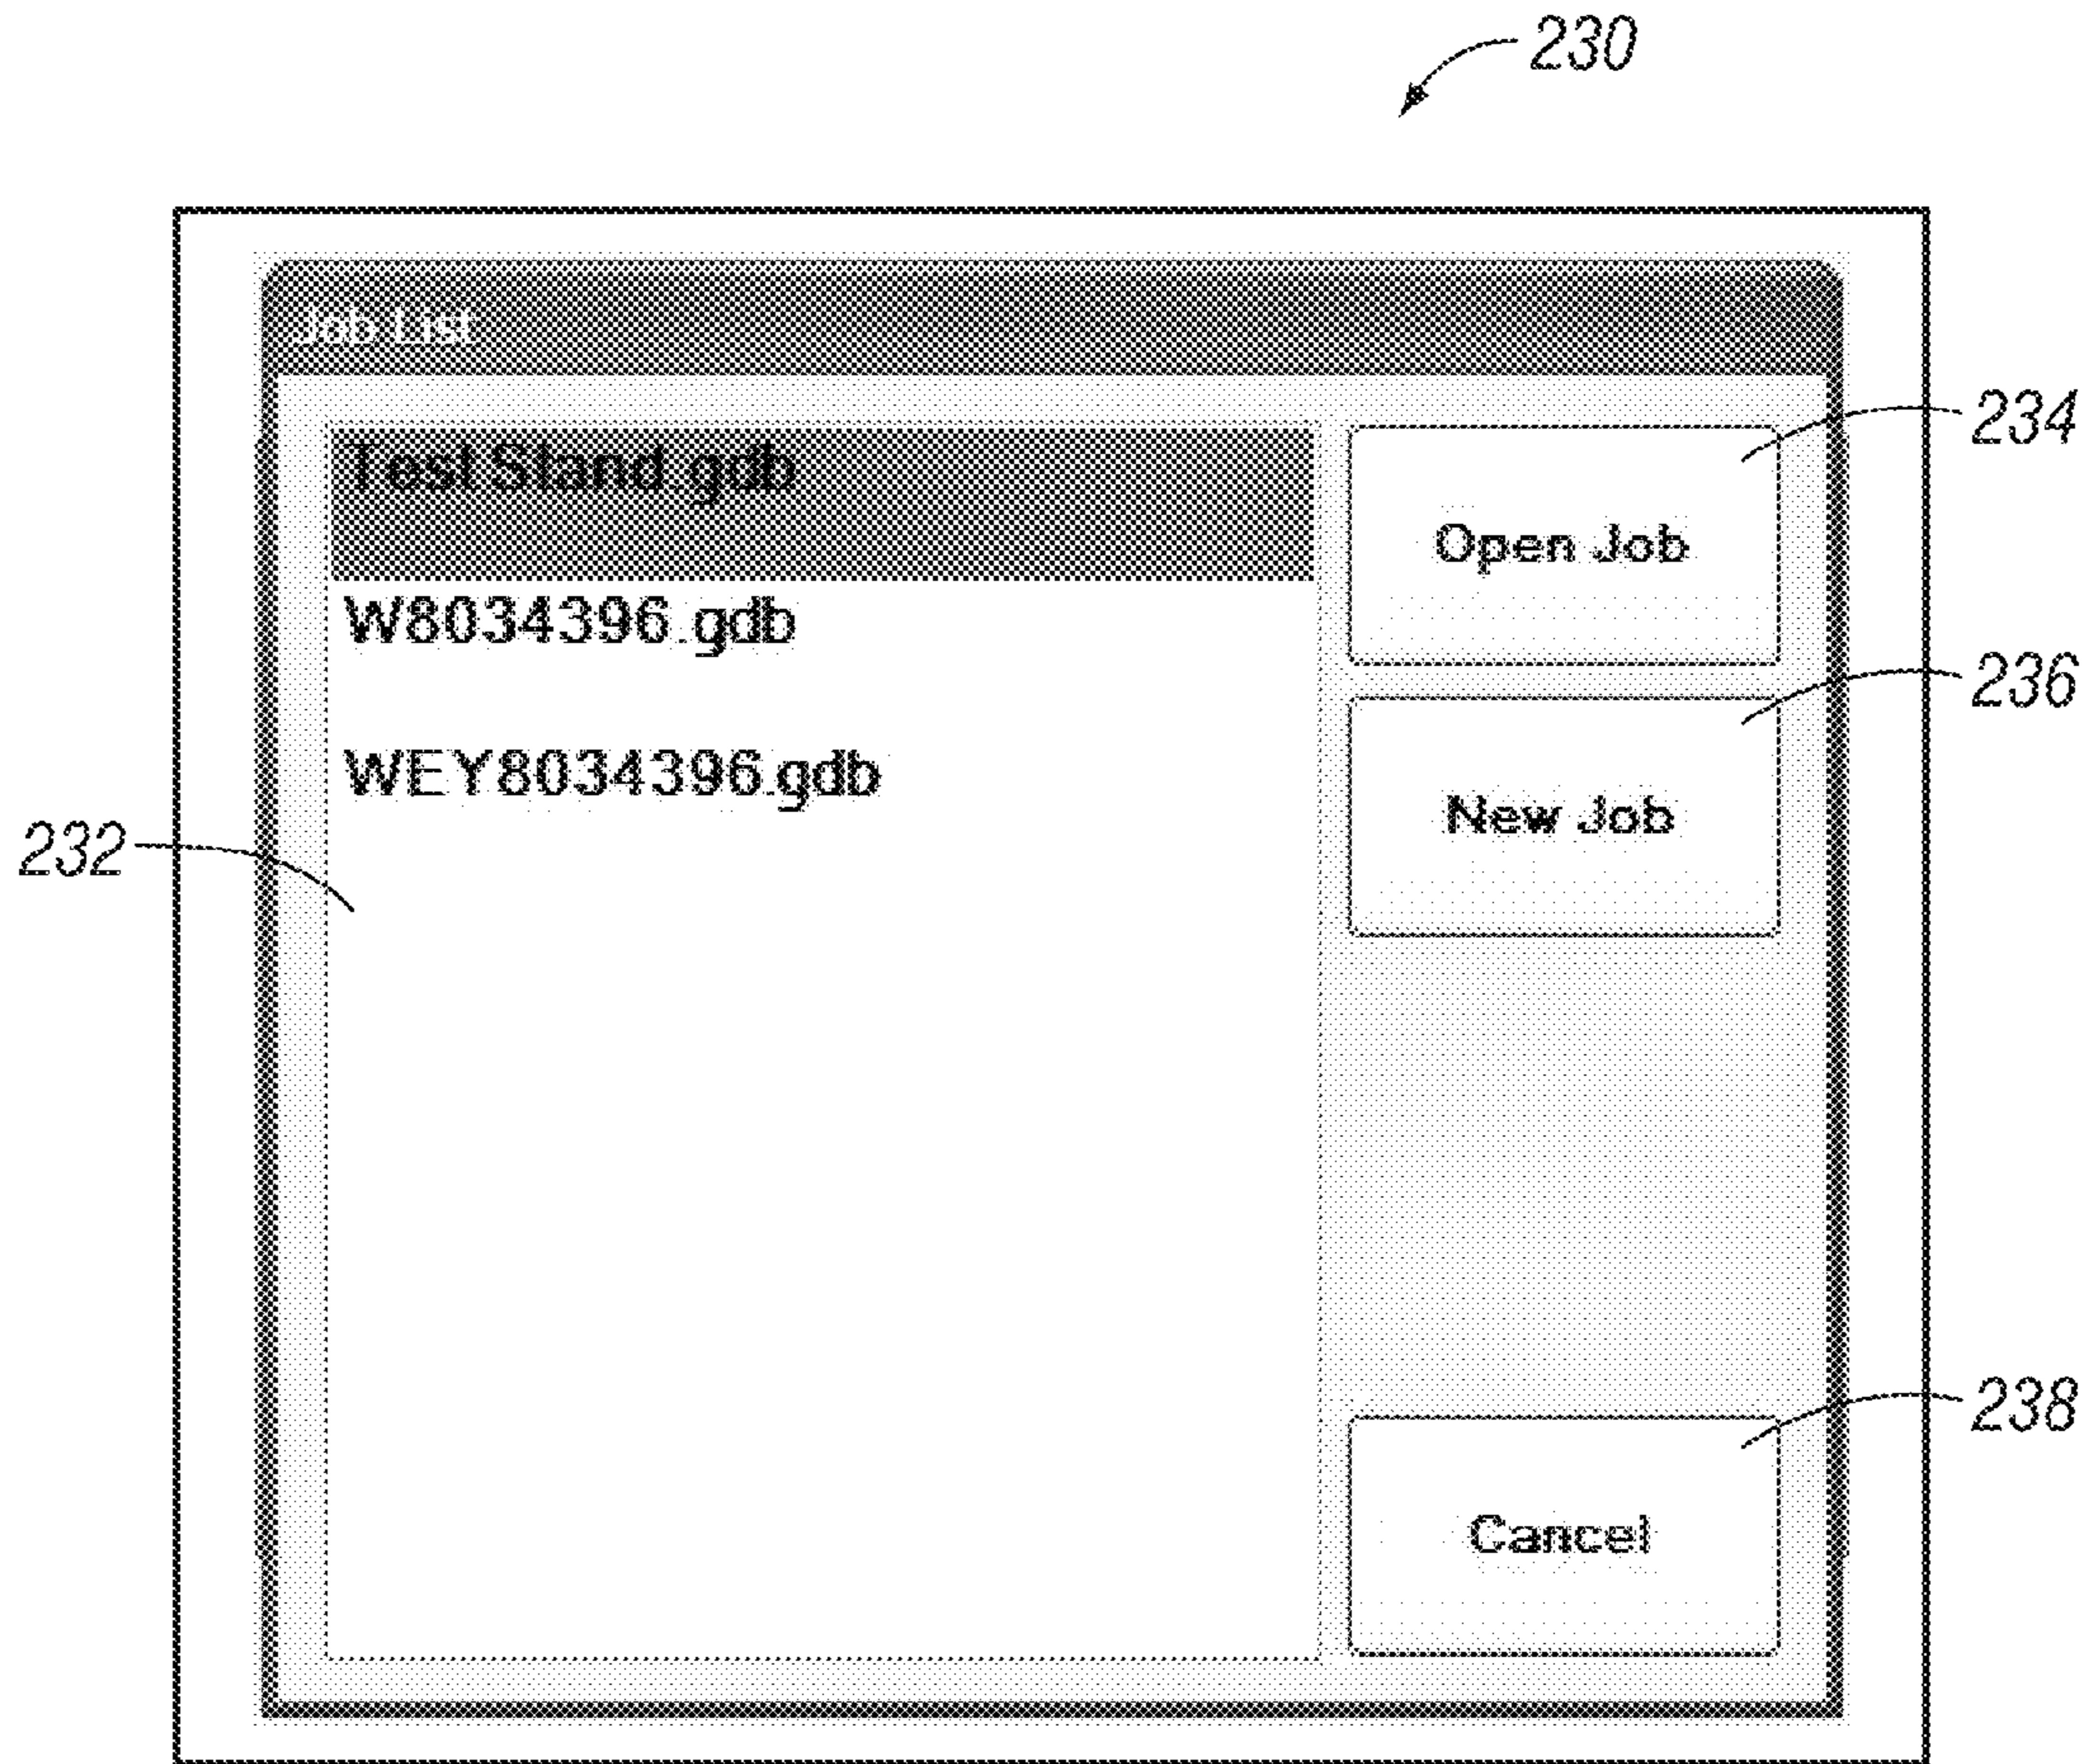 230
Job List
Test Stand.gdb
234
Open Job
W8034396.gdb
236
WEY8034396.gdb
New Job
232
238
Cancel